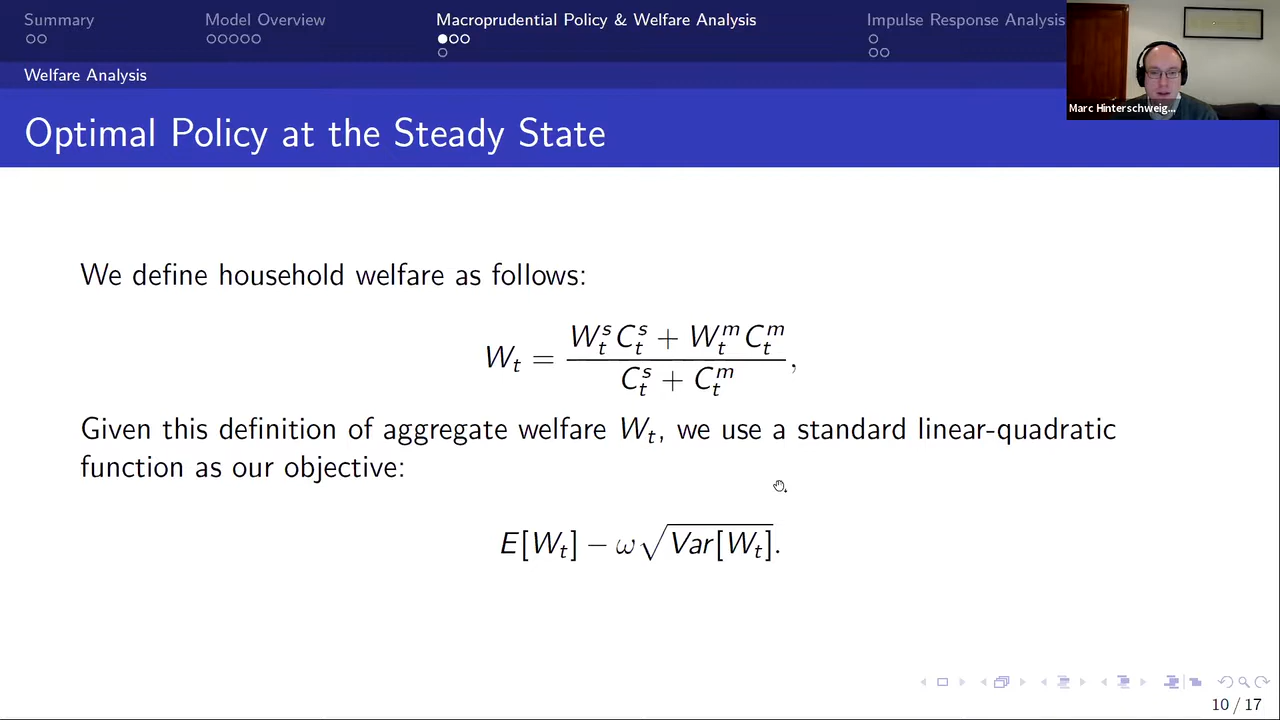 Summary
Model Overview
Macroprudential Policy & Welfare Analysis
Impulse Response Analysis
Welfare Analysis
Marc Hinterschweig...
Optimal Policy at the Steady State
We define household welfare as follows:
W_t = (W_t^s C_t^s + W_t^m C_t^m) / (C_t^s + C_t^m),
Given this definition of aggregate welfare W_t, we use a standard linear-quadratic
function as our objective:
E[W_t] − ω√Var[W_t].
10 / 17